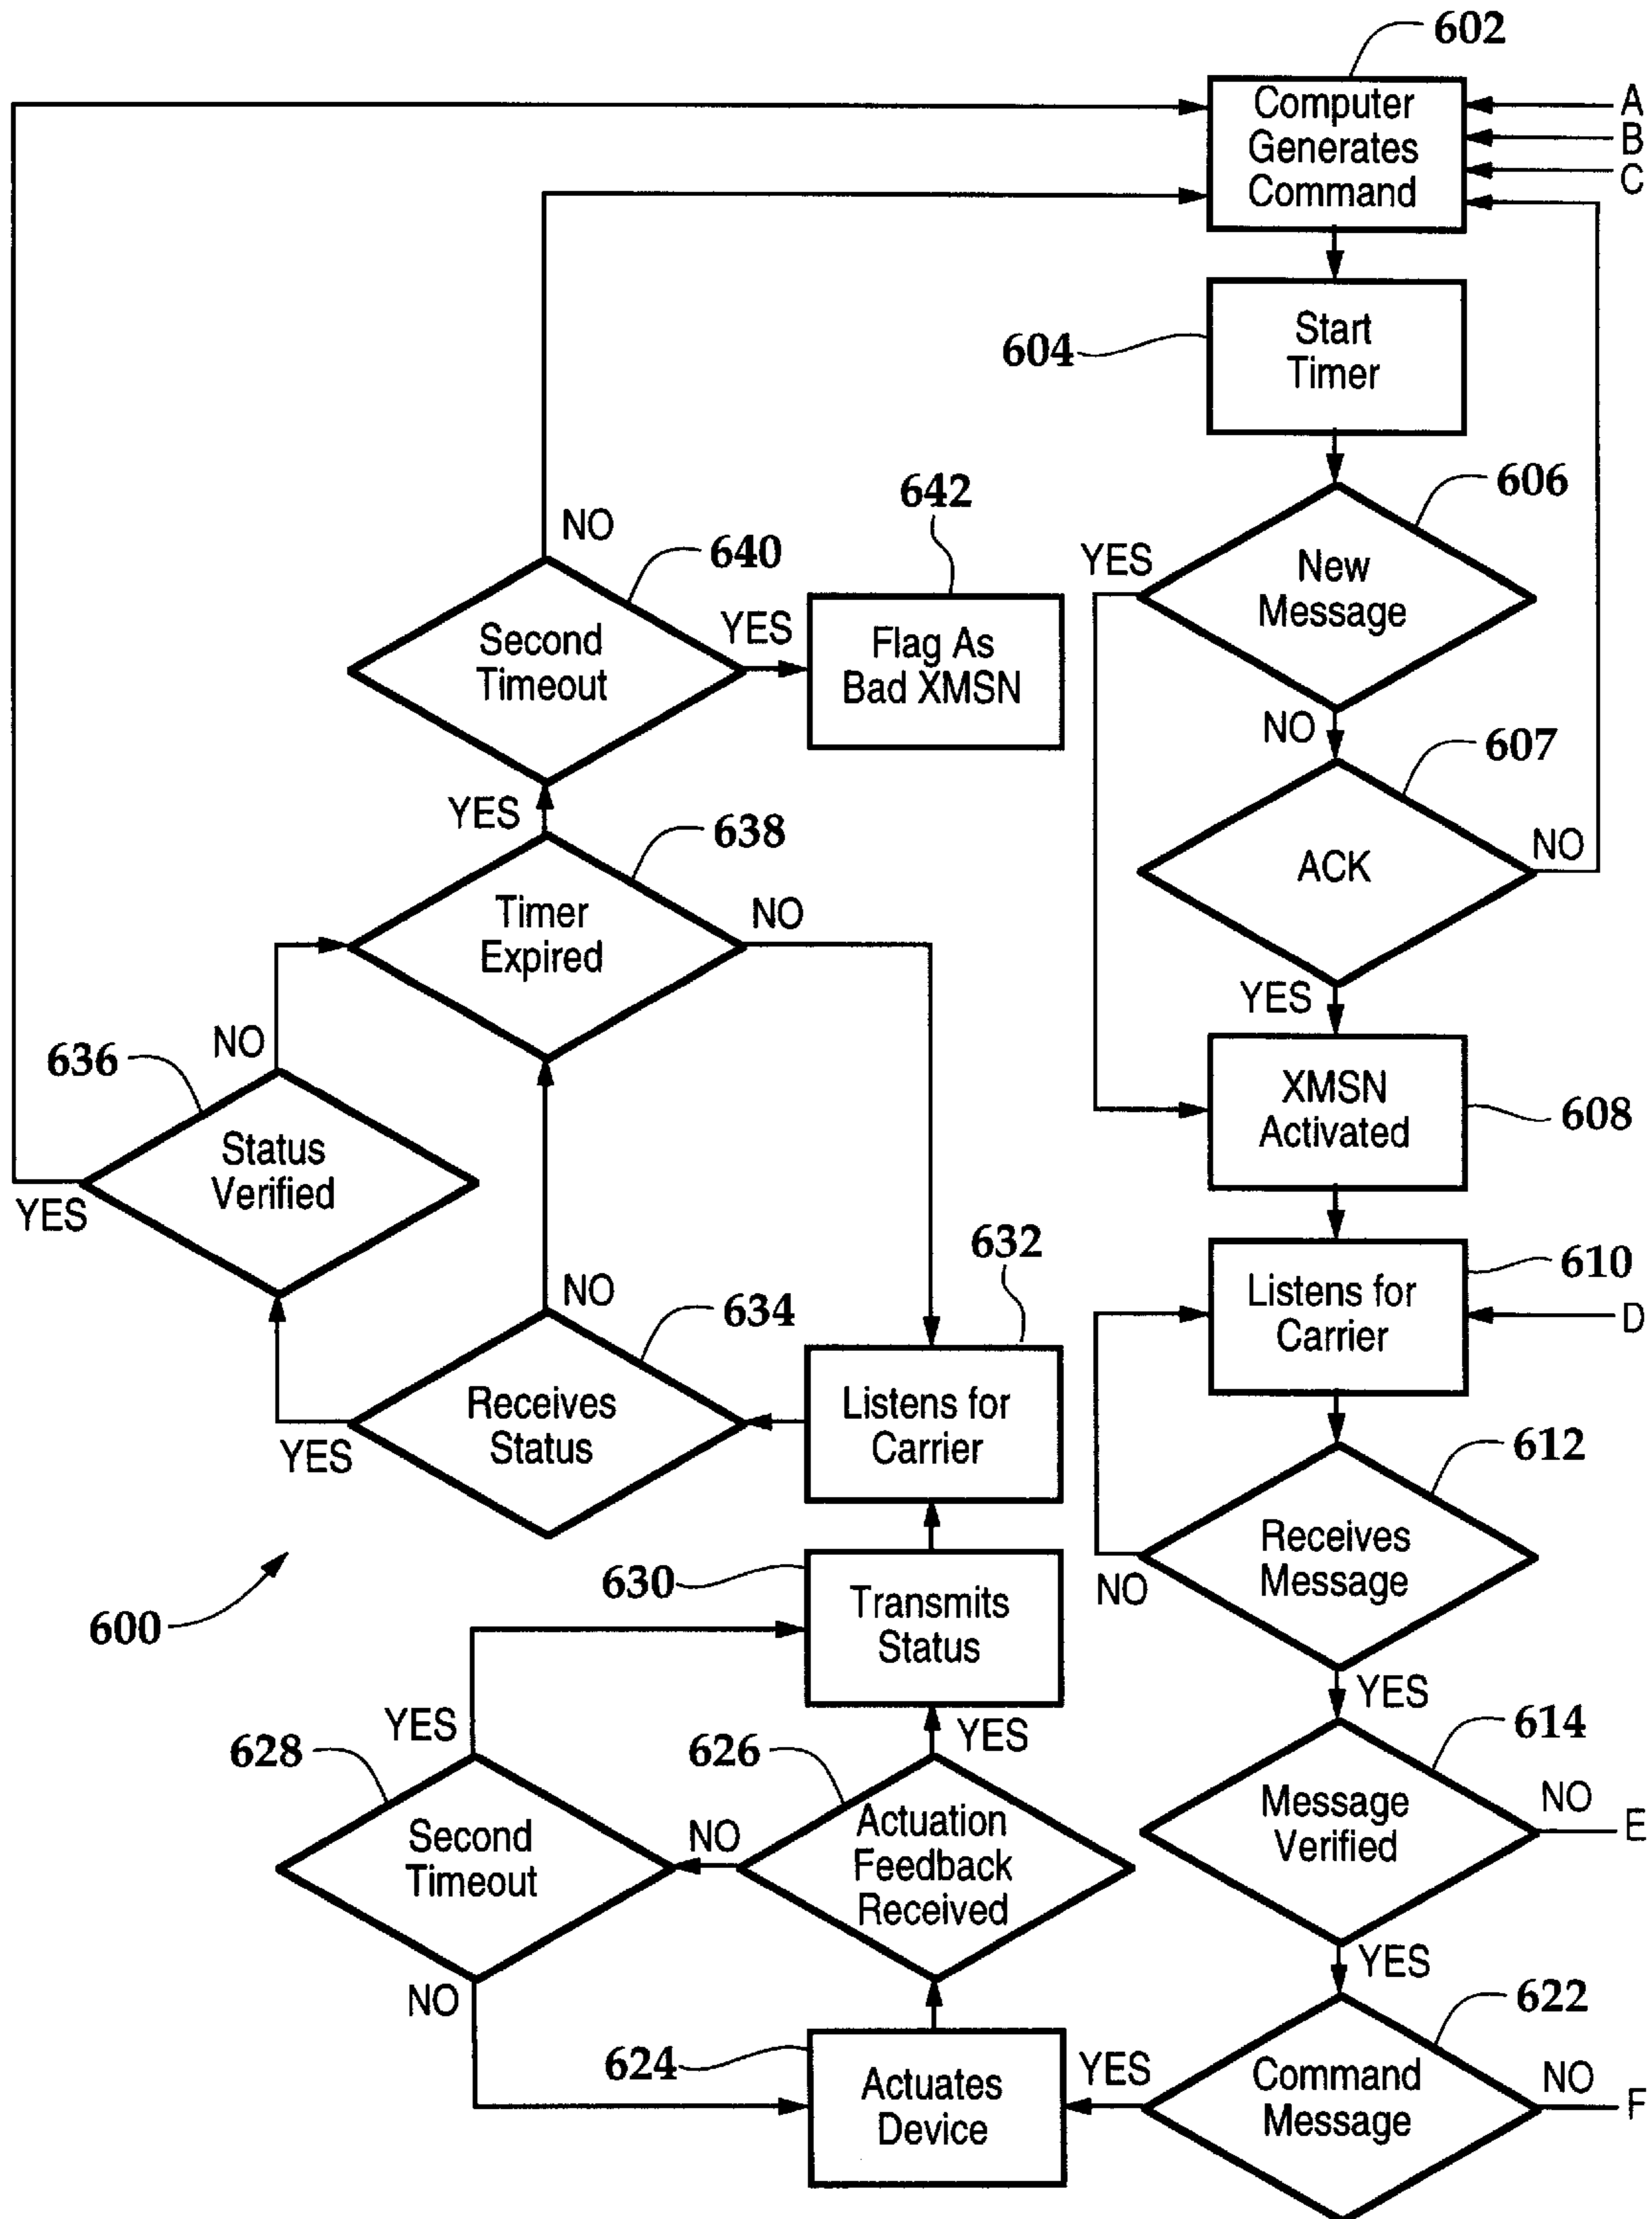 602
Computer
Generates
Command
A
B
C
604
Start
Timer
606
YES
New
Message
NO
642
NO
640
Second
Timeout
YES
Flag As
Bad XMSN
607
ACK
NO
YES
YES
638
Timer
Expired
NO
XMSN
Activated
608
636
NO
Status
Verified
YES
632
610
Listens for
Carrier
D
NO
634
Receives
Status
YES
Listens for
Carrier
612
Receives
Message
NO
YES
600
630
Transmits
Status
YES
628
Second
Timeout
NO
626
YES
Actuation
Feedback
Received
NO
614
Message
Verified
NO
E
YES
624
Actuates
Device
YES
622
Command
Message
NO
F